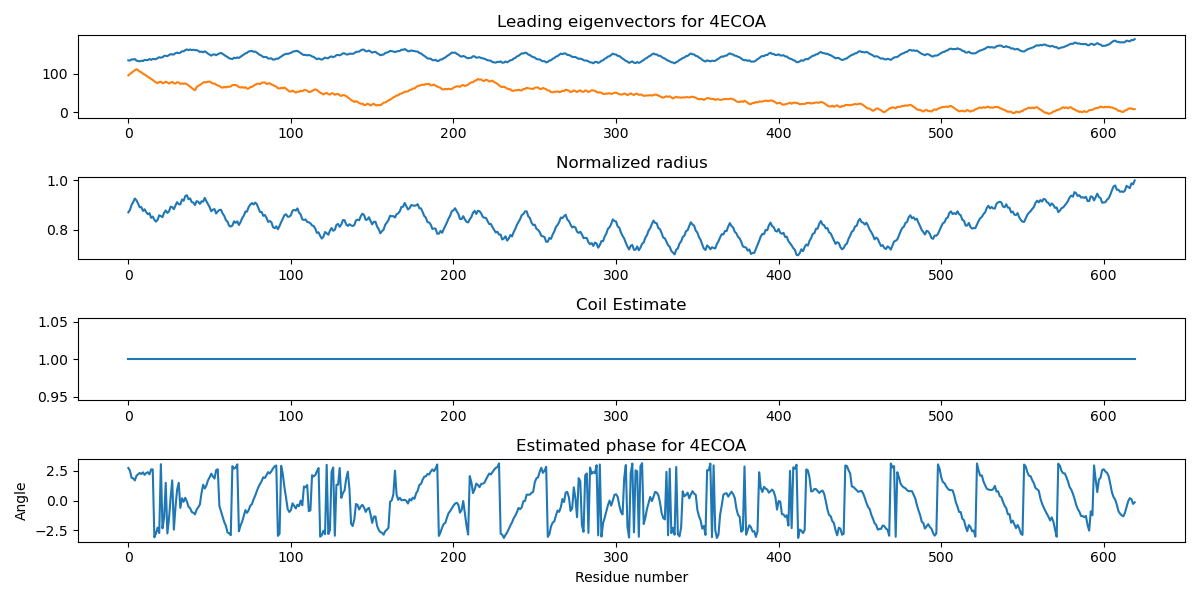 Leading eigenvectors for 4ECOA
100
0
0 100 200 300 400 500 600
Normalized radius
1.0
0.8
0 100 200 300 400 500 600
Coil Estimate
1.05
1.00
0.95
0 100 200 300 400 500 600
Estimated phase for 4ECOA
Angle
2.5
0.0
−2.5
0 100 200 300 400 500 600
Residue number